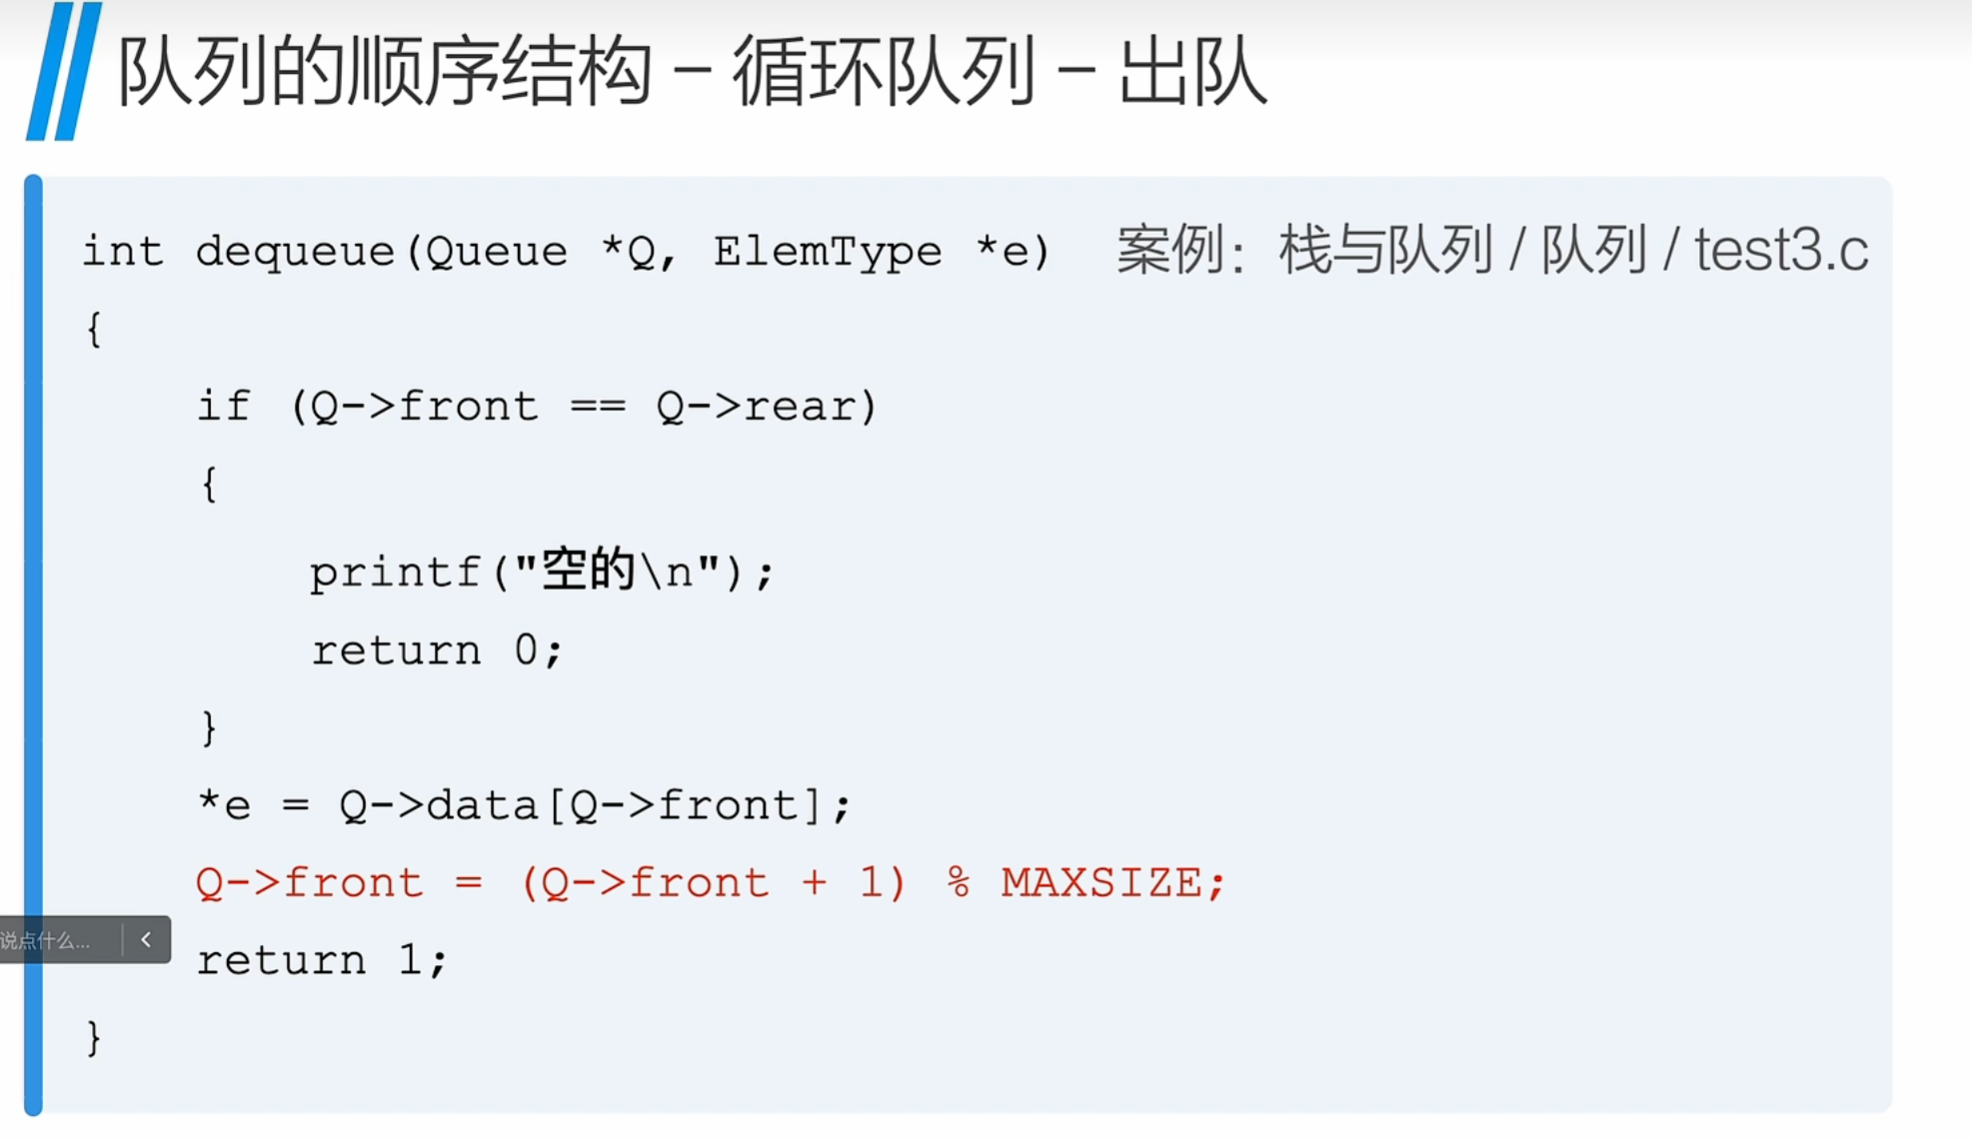 队列的顺序结构 – 循环队列 – 出队
int dequeue(Queue *Q, ElemType *e) 案例：栈与队列 / 队列 / test3.c
{
if (Q->front == Q->rear)
{
printf("空的\n");
return 0;
}
*e = Q->data[Q->front];
Q->front = (Q->front + 1) % MAXSIZE;
说点什么...
return 1;
}